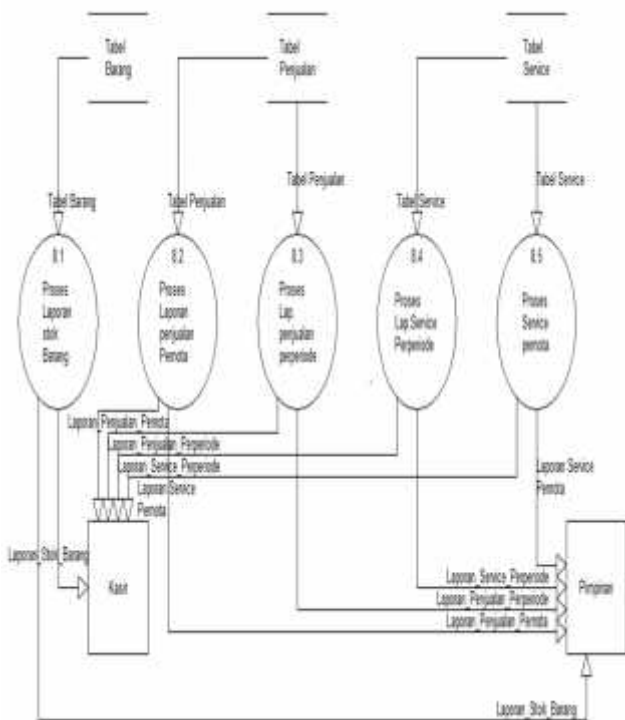 Tabel
Barang
Tabel
Penjualan
Tabel
Service
Tabel Penjualan
Tabel Service
Tabel Barang
Tabel Penjualan
Tabel Service
8.1
Proses
Laporan
stok
Barang
8.2
Proses
Laporan
penjualan
Pernota
8.3
Proses
Lap
penjualan
perperiode
8.4
Proses
Lap Service
Perperiode
8.5
Proses
Service
pernota
Laporan_Penjualan_Pernota
Laporan_Penjualan_Perperiode
Laporan_Service_Perperiode
Laporan Service
Pernota
Laporan Service
Pernota
Laporan_Stok_Barang
Kasir
Laporan_Service_Perperiode
Laporan_Penjualan_Perperiode
Laporan_Penjualan_Pernota
Pimpinan
Laporan_Stok_Barang